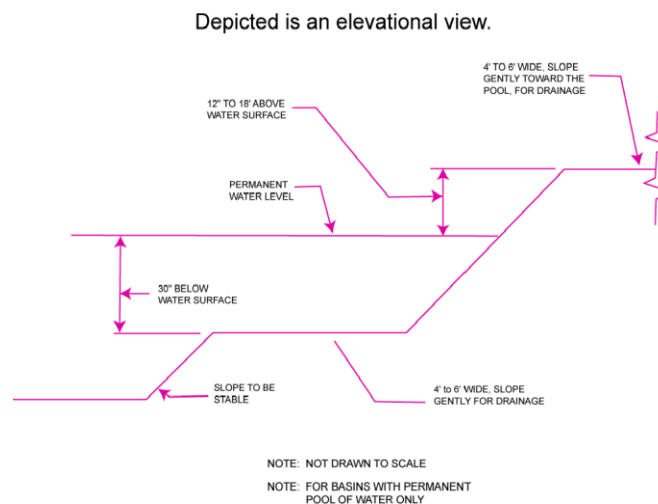 Depicted is an elevational view.
4' TO 6' WIDE, SLOPE
GENTLY TOWARD THE
POOL, FOR DRAINAGE
12" TO 18' ABOVE
WATER SURFACE
PERMANENT
WATER LEVEL
30" BELOW
WATER SURFACE
SLOPE TO BE
STABLE
4' to 6' WIDE, SLOPE
GENTLY FOR DRAINAGE
NOTE: NOT DRAWN TO SCALE
NOTE: FOR BASINS WITH PERMANENT
POOL OF WATER ONLY